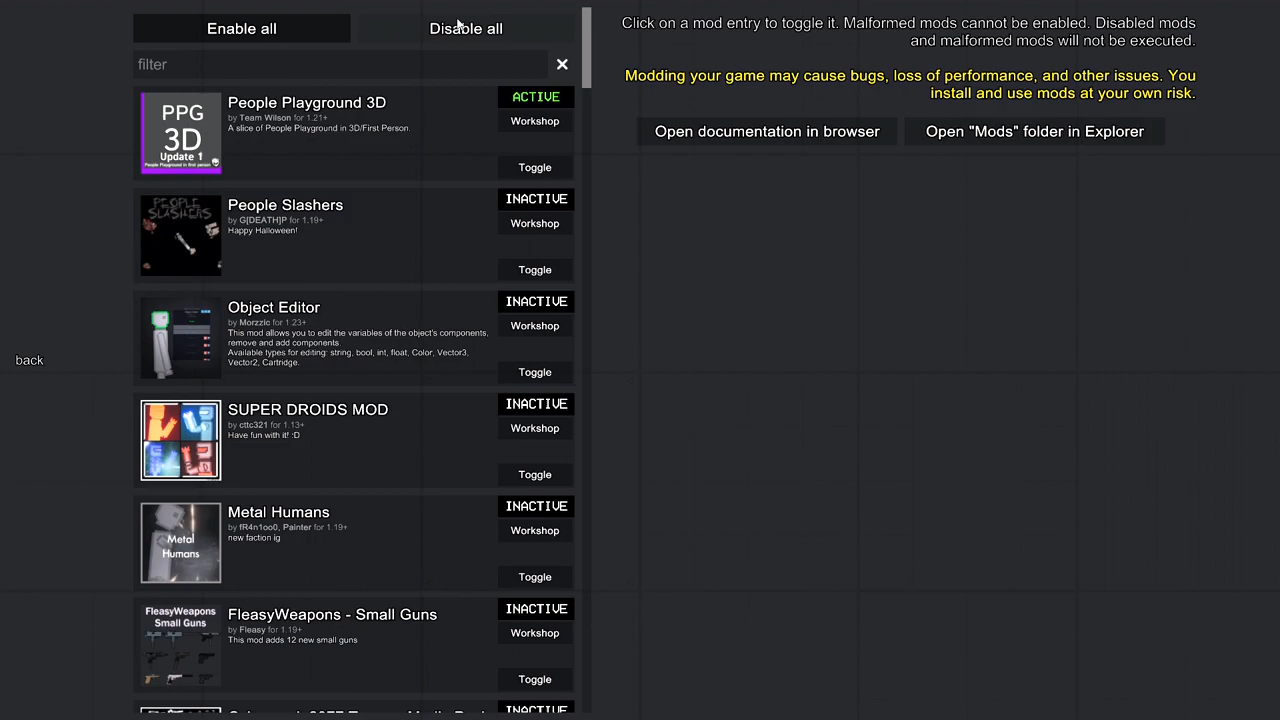 Enable all
Disable all
filter
PPG
3D
Update 1
People Playground in first person
People Playground 3D
by Team Wilson for 1.21+
A slice of People Playground in 3D/First Person.
ACTIVE
Workshop
Toggle
PEOPLE
SLASHERS
People Slashers
by G[DEATH]P for 1.19+
Happy Halloween!
INACTIVE
Workshop
Toggle
Object Editor
by Morzzic for 1.23+
This mod allows you to edit the variables of the object's components,
remove and add components.
Available types for editing: string, bool, int, float, Color, Vector3,
Vector2, Cartridge.
INACTIVE
Workshop
Toggle
SUPER DROIDS MOD
by cttc321 for 1.13+
Have fun with it! :D
INACTIVE
Workshop
Toggle
Metal
Humans
Metal Humans
by fR4n1oo0, Painter for 1.19+
new faction ig
INACTIVE
Workshop
Toggle
FleasyWeapons
Small Guns
FleasyWeapons - Small Guns
by Fleasy for 1.19+
This mod adds 12 new small guns
INACTIVE
Workshop
Toggle
INACTIVE
back
Click on a mod entry to toggle it. Malformed mods cannot be enabled. Disabled mods
and malformed mods will not be executed.
Modding your game may cause bugs, loss of performance, and other issues. You
install and use mods at your own risk.
Open documentation in browser
Open "Mods" folder in Explorer